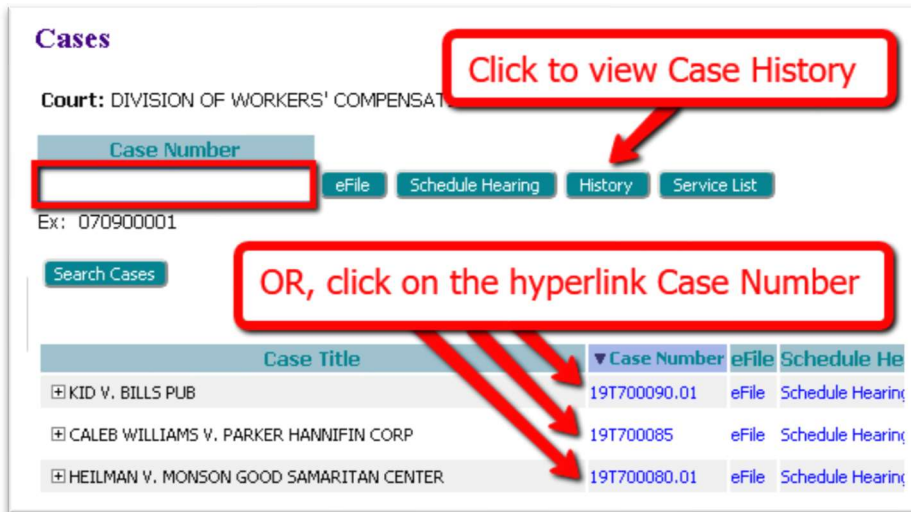 Cases
Click to view Case History
Court: DIVISION OF WORKERS' COMPENSAT
Case Number
eFile Schedule Hearing History Service List
Ex: 070900001
Search Cases
OR, click on the hyperlink Case Number
Case Title ▼Case Number eFile Schedule He
KID V. BILLS PUB 19T700090.01 eFile Schedule Hearing
CALEB WILLIAMS V. PARKER HANNIFIN CORP 19T700085 eFile Schedule Hearing
HEILMAN V. MONSON GOOD SAMARITAN CENTER 19T700080.01 eFile Schedule Hearing